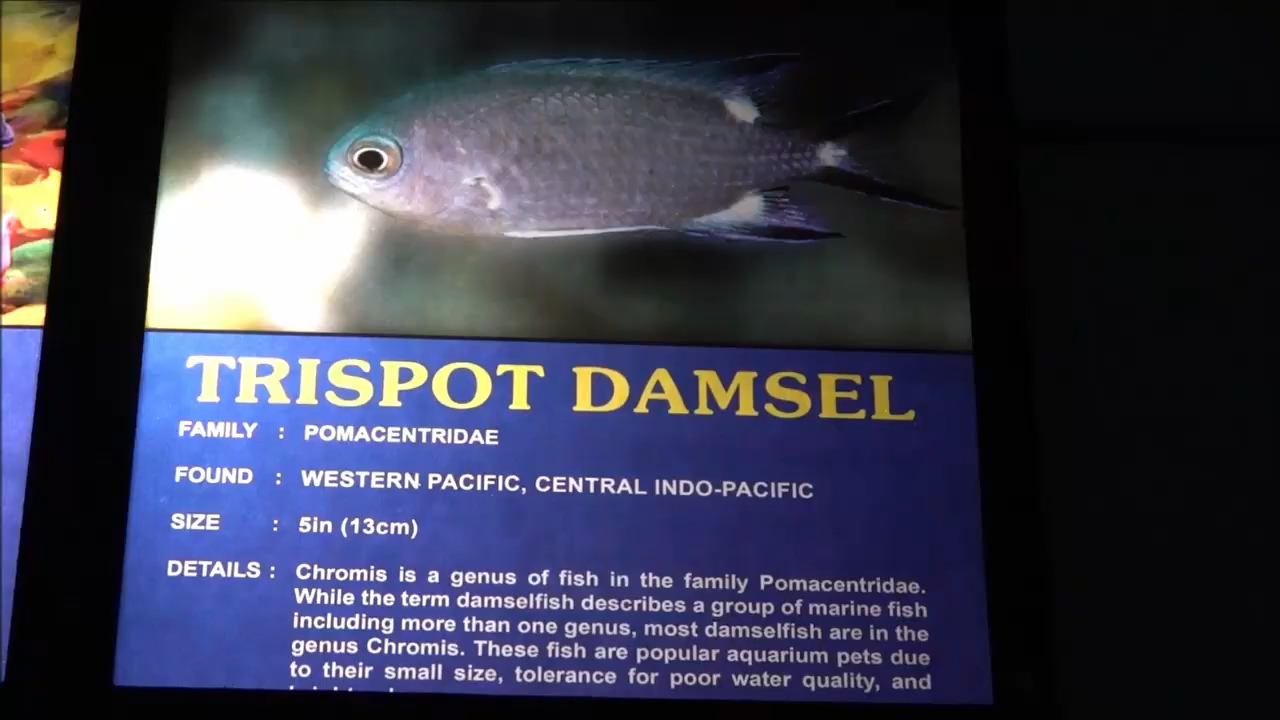 TRISPOT DAMSEL
FAMILY : POMACENTRIDAE
FOUND : WESTERN PACIFIC, CENTRAL INDO-PACIFIC
SIZE : 5in (13cm)
DETAILS : Chromis is a genus of fish in the family Pomacentridae.
While the term damselfish describes a group of marine fish
including more than one genus, most damselfish are in the
genus Chromis. These fish are popular aquarium pets due
to their small size, tolerance for poor water quality, and